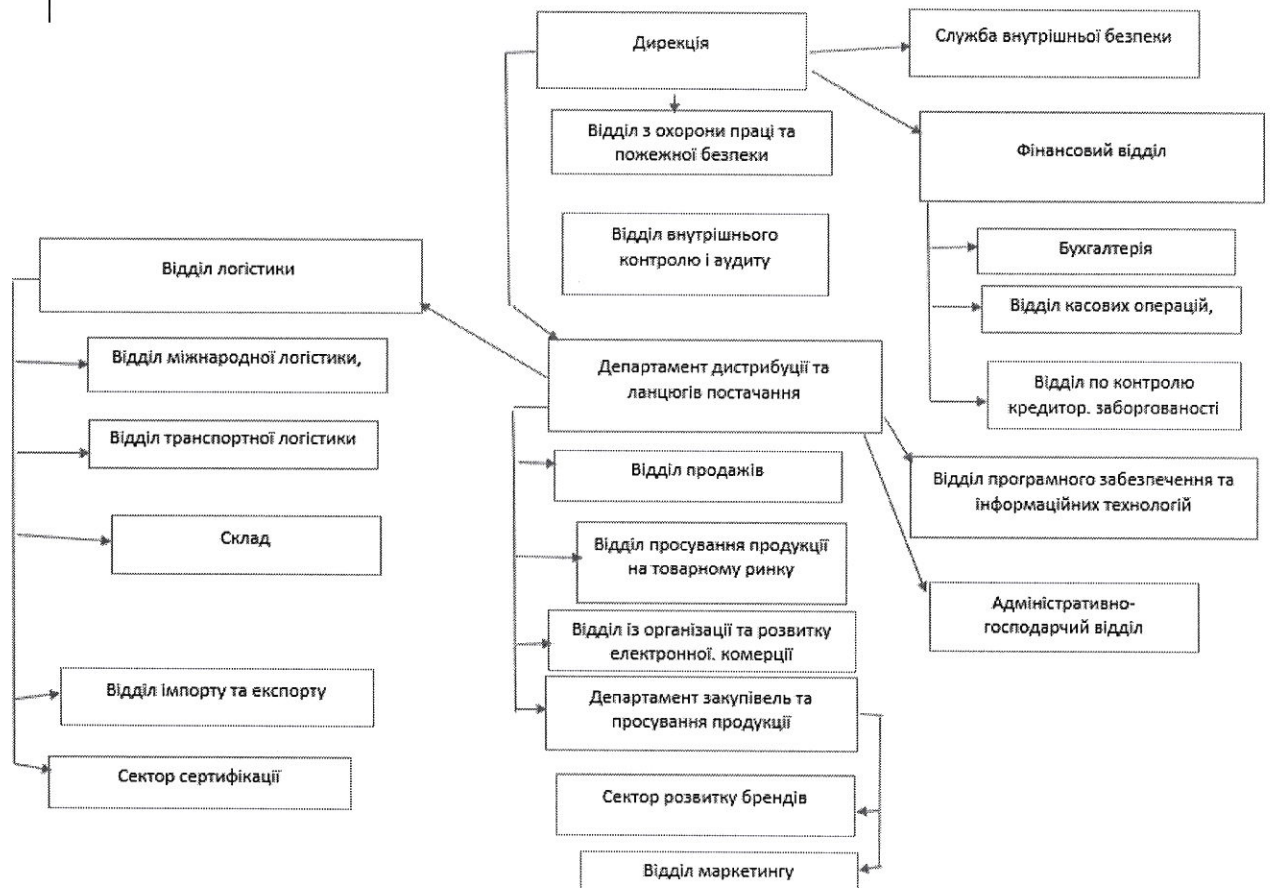 Дирекція
Служба внутрішньої безпеки
Відділ з охорони праці та
пожежної безпеки
Фінансовий відділ
Відділ внутрішнього
контролю і аудиту
Бухгалтерія
Відділ логістики
Відділ касових операцій,
Відділ міжнародної логістики,
Департамент дистрибуції та
ланцюгів постачання
Відділ по контролю
кредитор. заборгованості
Відділ транспортної логістики
Відділ продажів
Відділ програмного забезпечення та
інформаційних технологій
Склад
Відділ просування продукції
на товарному ринку
Адміністративно-
господарчий відділ
Відділ із організації та розвитку
електронної. комерції
Відділ імпорту та експорту
Департамент закупівель та
просування продукції
Сектор сертифікації
Сектор розвитку брендів
Відділ маркетингу